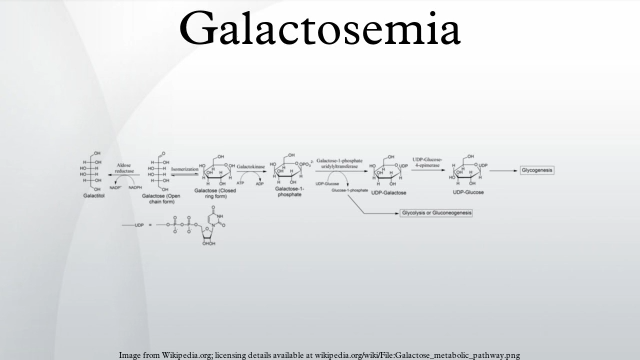 Galactosemia
Aldose
reductase
NADP+
NADPH
Galactitol
Galactose (Open
chain form)
Isomerization
Galactose (Closed
ring form)
Galactokinase
ATP
ADP
Galactose-1-
phosphate
Galactose-1-phosphate
uridylyltransferase
UDP-Glucose
Glucose-1-phosphate
UDP-Galactose
UDP-Glucose-
4-epimerase
UDP-Glucose
Glycogenesis
Glycolysis or Gluconeogenesis
UDP =
Image from Wikipedia.org; licensing details available at wikipedia.org/wiki/File:Galactose_metabolic_pathway.png